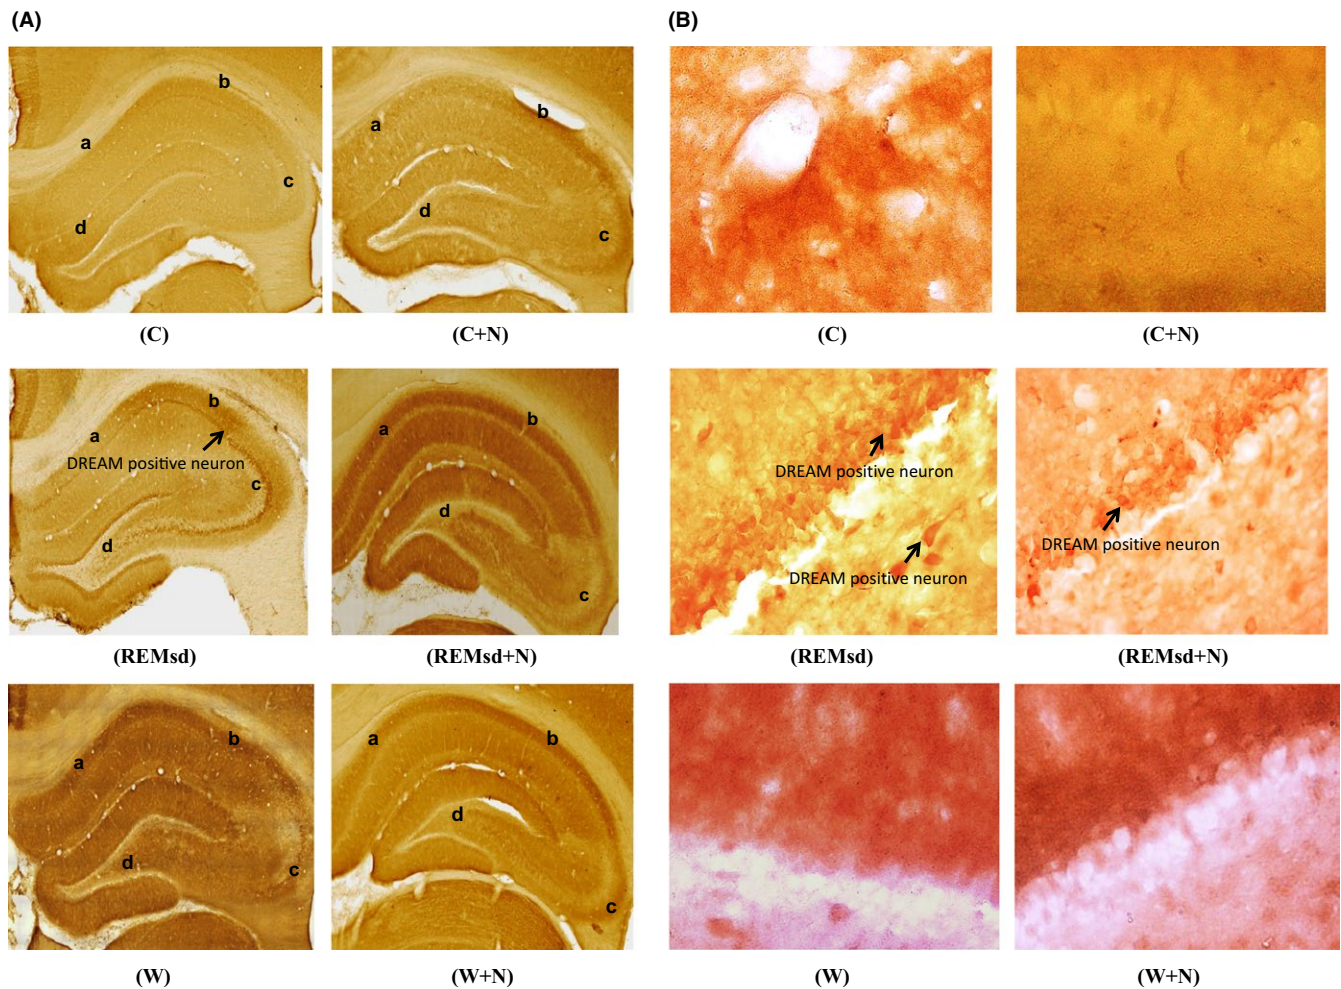 (A)
(B)
a b c d
a b c d
(C)
(C+N)
(C)
(C+N)
a b c d
DREAM positive neuron
a b c d
DREAM positive neuron
DREAM positive neuron
DREAM positive neuron
(REMsd)
(REMsd+N)
(REMsd)
(REMsd+N)
a b c d
a b c d
(W)
(W+N)
(W)
(W+N)